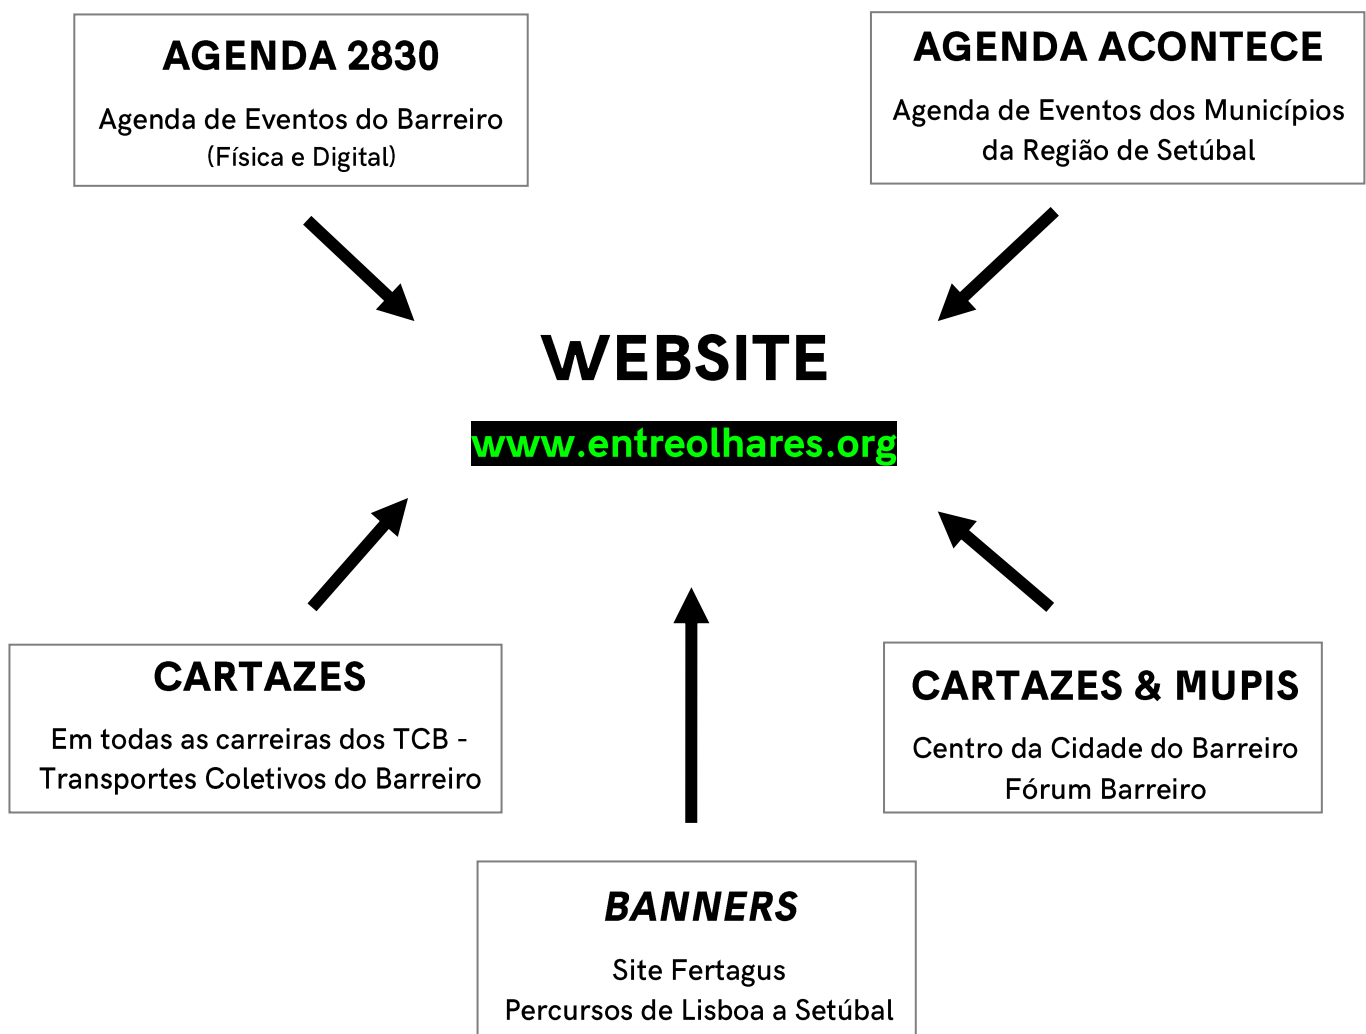 AGENDA 2830
Agenda de Eventos do Barreiro
(Física e Digital)
AGENDA ACONTECE
Agenda de Eventos dos Municípios
da Região de Setúbal
WEBSITE
www.entreolhares.org
CARTAZES
Em todas as carreiras dos TCB -
Transportes Coletivos do Barreiro
CARTAZES & MUPIS
Centro da Cidade do Barreiro
Fórum Barreiro
BANNERS
Site Fertagus
Percursos de Lisboa a Setúbal